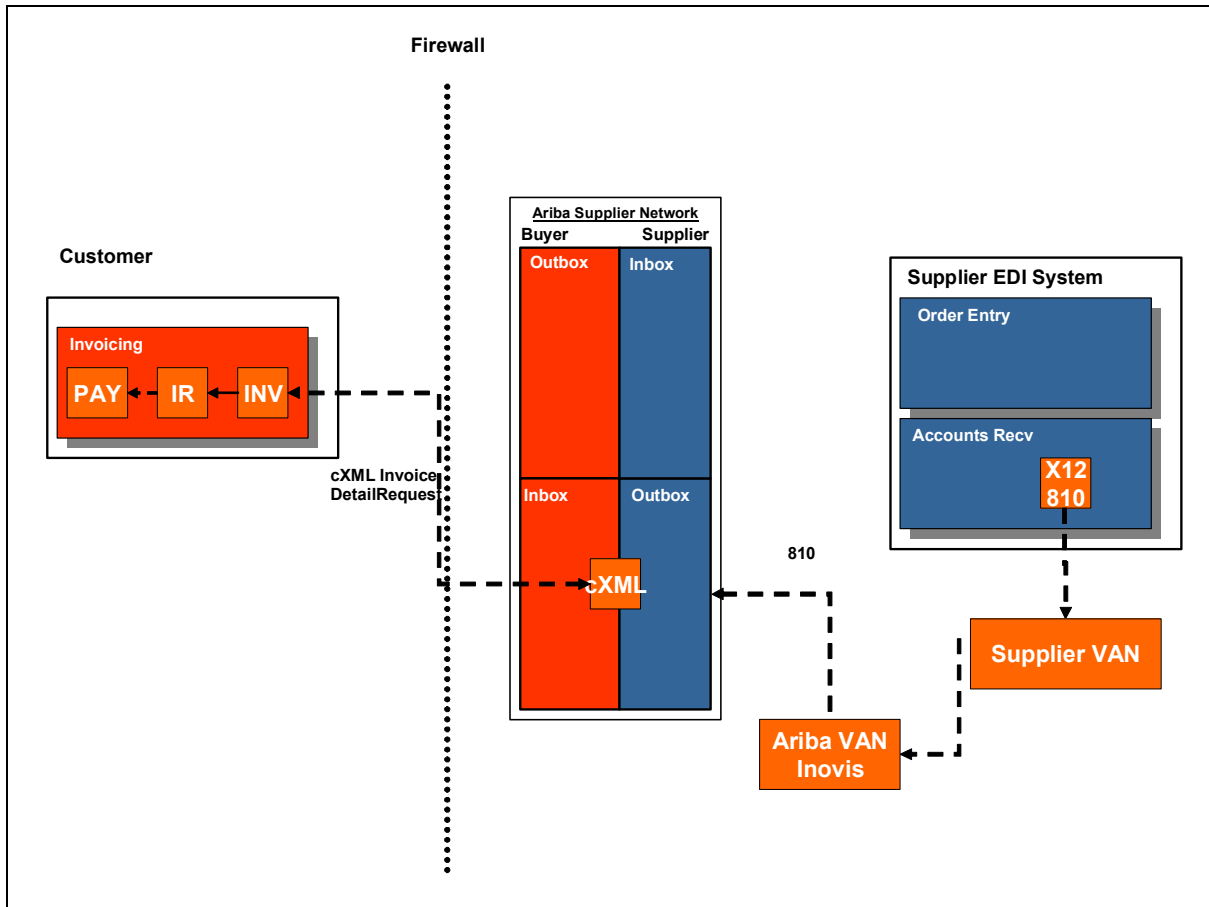 Firewall
Customer
Invoicing
PAY
IR
INV
cXML Invoice
DetailRequest
Ariba Supplier Network
Buyer
Supplier
Outbox
Inbox
Inbox
Outbox
cXML
810
Supplier EDI System
Order Entry
Accounts Recv
X12
810
Supplier VAN
Ariba VAN
Inovis